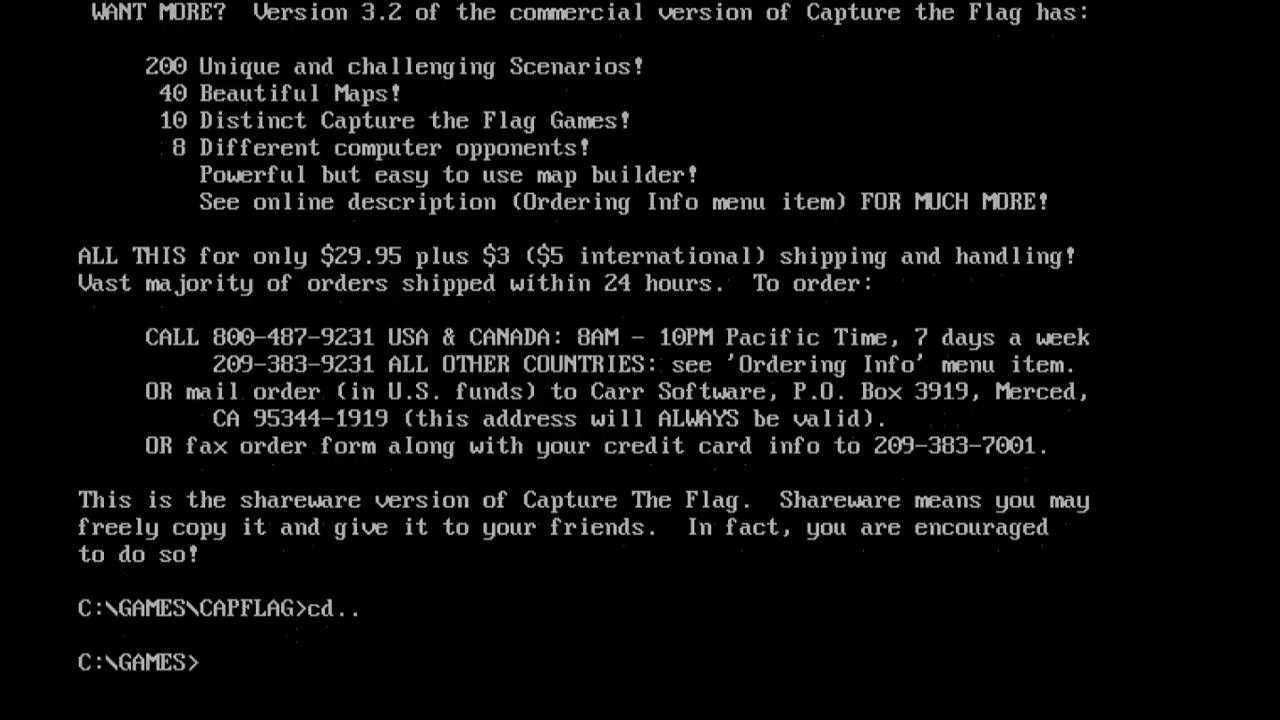 WANT MORE?  Version 3.2 of the commercial version of Capture the Flag has:
200 Unique and challenging Scenarios!
40 Beautiful Maps!
10 Distinct Capture the Flag Games!
8 Different computer opponents!
Powerful but easy to use map builder!
See online description (Ordering Info menu item) FOR MUCH MORE!
ALL THIS for only $29.95 plus $3 ($5 international) shipping and handling!
Vast majority of orders shipped within 24 hours.  To order:
CALL 800-487-9231 USA & CANADA: 8AM - 10PM Pacific Time, 7 days a week
209-383-9231 ALL OTHER COUNTRIES: see 'Ordering Info' menu item.
OR mail order (in U.S. funds) to Carr Software, P.O. Box 3919, Merced,
CA 95344-1919 (this address will ALWAYS be valid).
OR fax order form along with your credit card info to 209-383-7001.
This is the shareware version of Capture The Flag.  Shareware means you may
freely copy it and give it to your friends.  In fact, you are encouraged
to do so!
C:\GAMES\CAPFLAG>cd..
C:\GAMES>